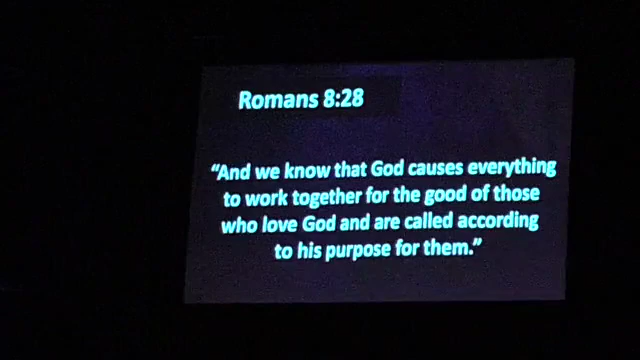 Romans 8:28
“And we know that God causes everything
to work together for the good of those
who love God and are called according
to his purpose for them.”